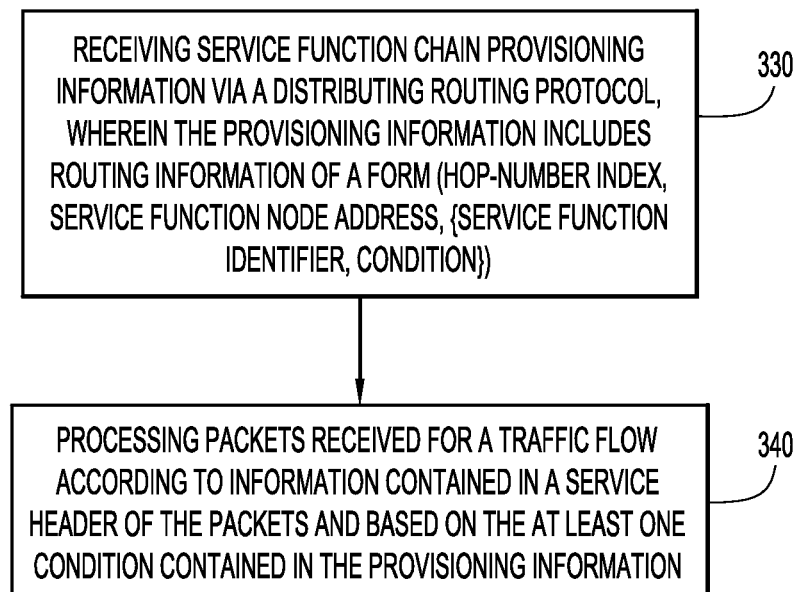 RECEIVING SERVICE FUNCTION CHAIN PROVISIONING
INFORMATION VIA A DISTRIBUTING ROUTING PROTOCOL,
WHEREIN THE PROVISIONING INFORMATION INCLUDES
ROUTING INFORMATION OF A FORM (HOP-NUMBER INDEX,
SERVICE FUNCTION NODE ADDRESS, {SERVICE FUNCTION
IDENTIFIER, CONDITION})
330
PROCESSING PACKETS RECEIVED FOR A TRAFFIC FLOW
ACCORDING TO INFORMATION CONTAINED IN A SERVICE
HEADER OF THE PACKETS AND BASED ON THE AT LEAST ONE
CONDITION CONTAINED IN THE PROVISIONING INFORMATION
340